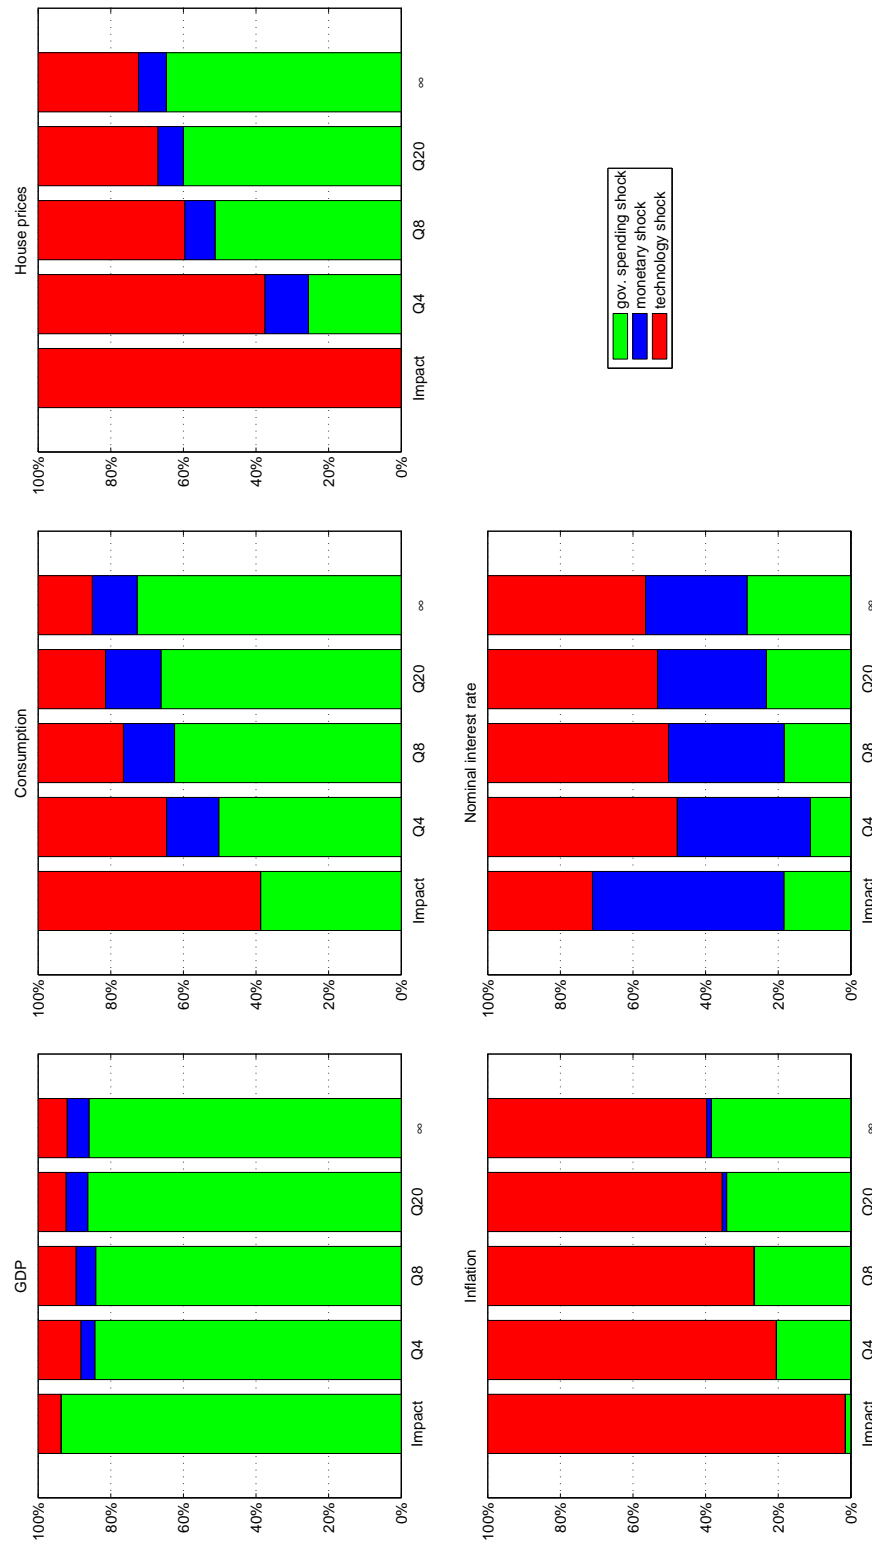 GDP
100%
80%
60%
40%
20%
0%
Impact Q4 Q8 Q20 ∞
Consumption
100%
80%
60%
40%
20%
0%
Impact Q4 Q8 Q20 ∞
House prices
100%
80%
60%
40%
20%
0%
Impact Q4 Q8 Q20 ∞
Inflation
100%
80%
60%
40%
20%
0%
Impact Q4 Q8 Q20 ∞
Nominal interest rate
100%
80%
60%
40%
20%
0%
Impact Q4 Q8 Q20 ∞
gov. spending shock
monetary shock
technology shock